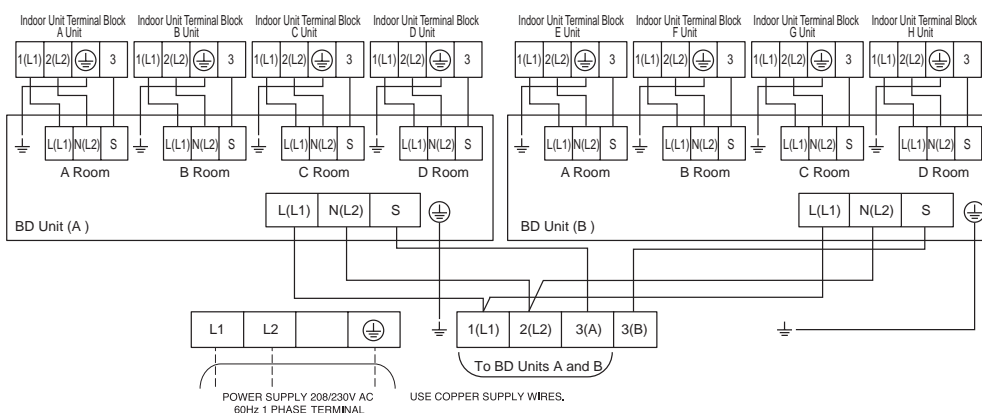 Indoor Unit Terminal Block Indoor Unit Terminal Block Indoor Unit Terminal Block Indoor Unit Terminal Block Indoor Unit Terminal Block Indoor Unit Terminal Block Indoor Unit Terminal Block Indoor Unit Terminal Block
A Unit B Unit C Unit D Unit E Unit F Unit G Unit H Unit
1(L1) 2(L2) 3 1(L1) 2(L2) 3 1(L1) 2(L2) 3 1(L1) 2(L2) 3 1(L1) 2(L2) 3 1(L1) 2(L2) 3 1(L1) 2(L2) 3 1(L1) 2(L2) 3
L(L1) N(L2) S L(L1) N(L2) S L(L1) N(L2) S L(L1) N(L2) S L(L1) N(L2) S L(L1) N(L2) S L(L1) N(L2) S L(L1) N(L2) S
A Room B Room C Room D Room A Room B Room C Room D Room
L(L1) N(L2) S L(L1) N(L2) S
BD Unit (A ) BD Unit (B )
L1 L2 1(L1) 2(L2) 3(A) 3(B)
To BD Units A and B
POWER SUPPLY 208/230V AC USE COPPER SUPPLY WIRES.
60Hz 1 PHASE TERMINAL